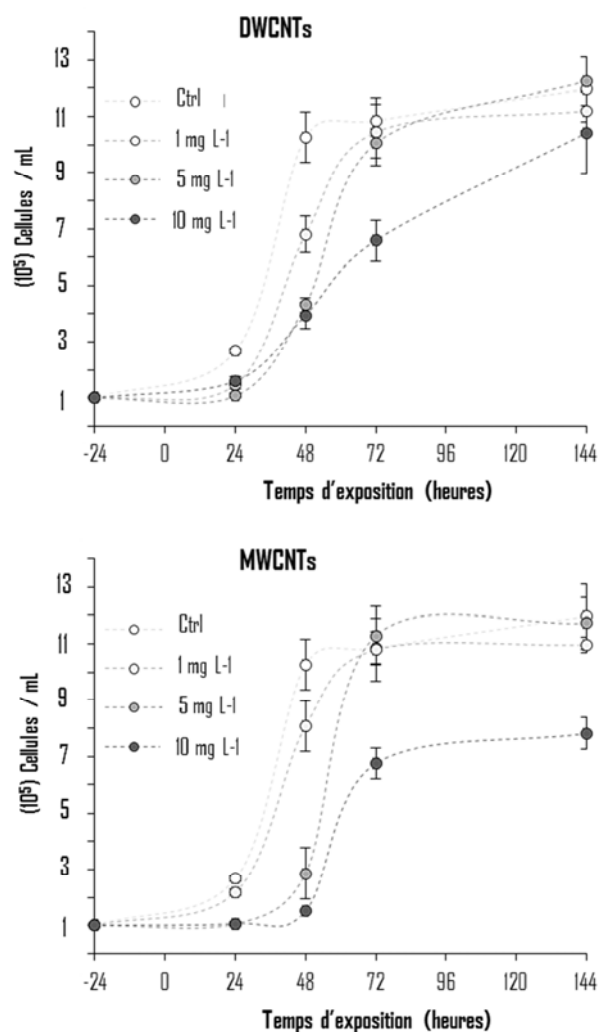 DWCNTs
13
11
9
7
5
3
1
(10⁵) Cellules / mL
Ctrl
1 mg L-1
5 mg L-1
10 mg L-1
-24 0 24 48 72 96 120 144
Temps d'exposition (heures)
MWCNTs
13
11
9
7
5
3
1
(10⁵) Cellules / mL
Ctrl
1 mg L-1
5 mg L-1
10 mg L-1
-24 0 24 48 72 96 120 144
Temps d'exposition (heures)